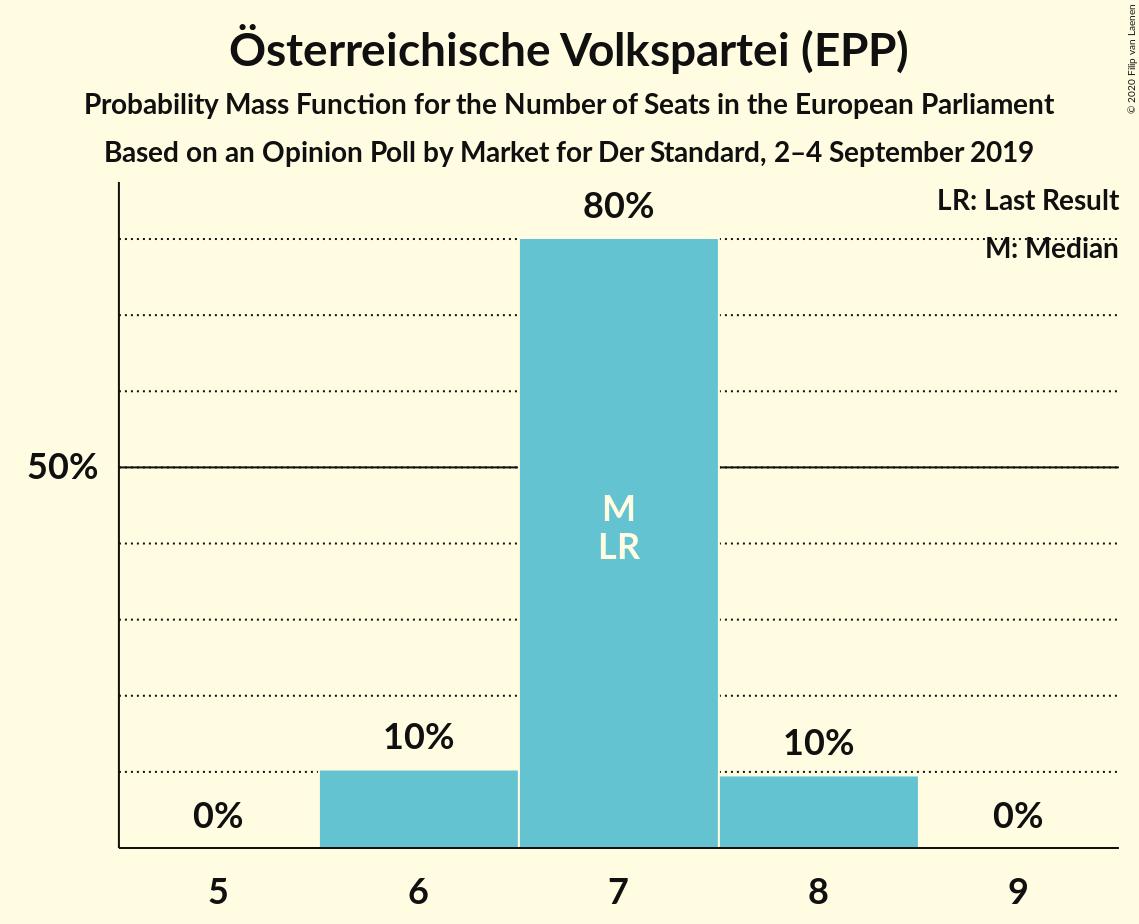 Österreichische Volkspartei (EPP)
Probability Mass Function for the Number of Seats in the European Parliament
Based on an Opinion Poll by Market for Der Standard, 2–4 September 2019
© 2020 Filip van Laenen
LR: Last Result
M: Median
80%
50%
M
LR
10%
10%
0%
0%
5
6
7
8
9